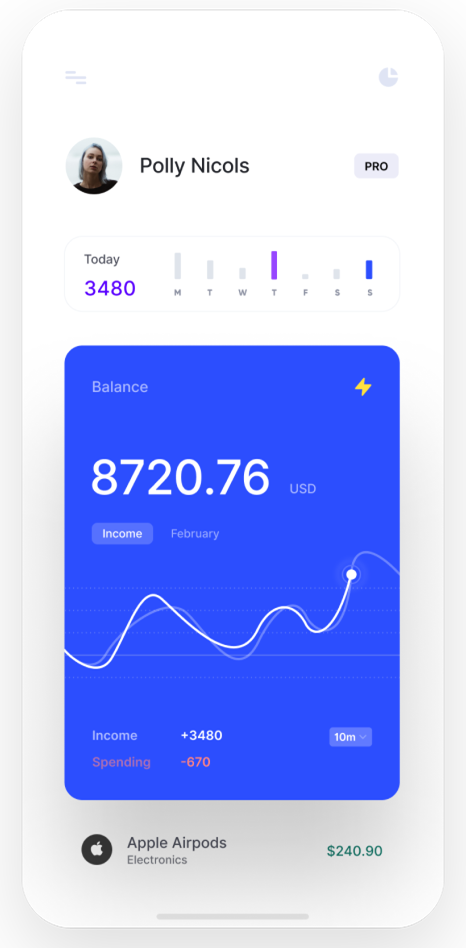 Polly Nicols
PRO
Today
3480
M T W T F S S
Balance
8720.76 USD
Income February
Income +3480
10m
Spending -670
Apple Airpods
Electronics
$240.90